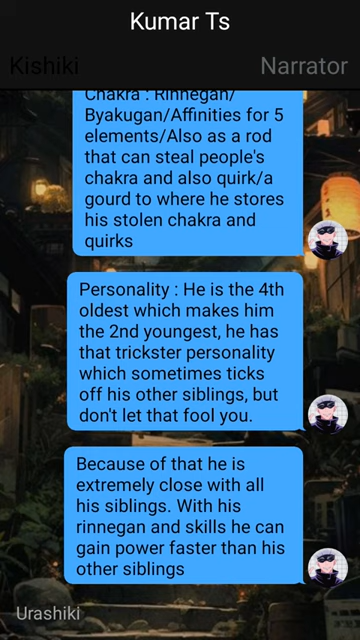 Kumar Ts
Kishiki
Narrator
Chakra : Rinnegan/
Byakugan/Affinities for 5
elements/Also as a rod
that can steal people's
chakra and also quirk/a
gourd to where he stores
his stolen chakra and
quirks
Personality : He is the 4th
oldest which makes him
the 2nd youngest, he has
that trickster personality
which sometimes ticks
off his other siblings, but
don't let that fool you.
Because of that he is
extremely close with all
his siblings. With his
rinnegan and skills he can
gain power faster than his
other siblings
Urashiki